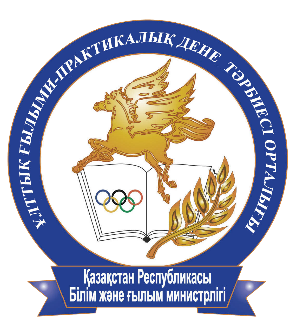 ҰЛТТЫҚ ҒЫЛЫМИ-ПРАКТИКАЛЫҚ ДЕНЕ ТӘРБИЕСІ ОРТАЛЫҒЫ
Қазақстан Республикасы
Білім және ғылым министрлігі